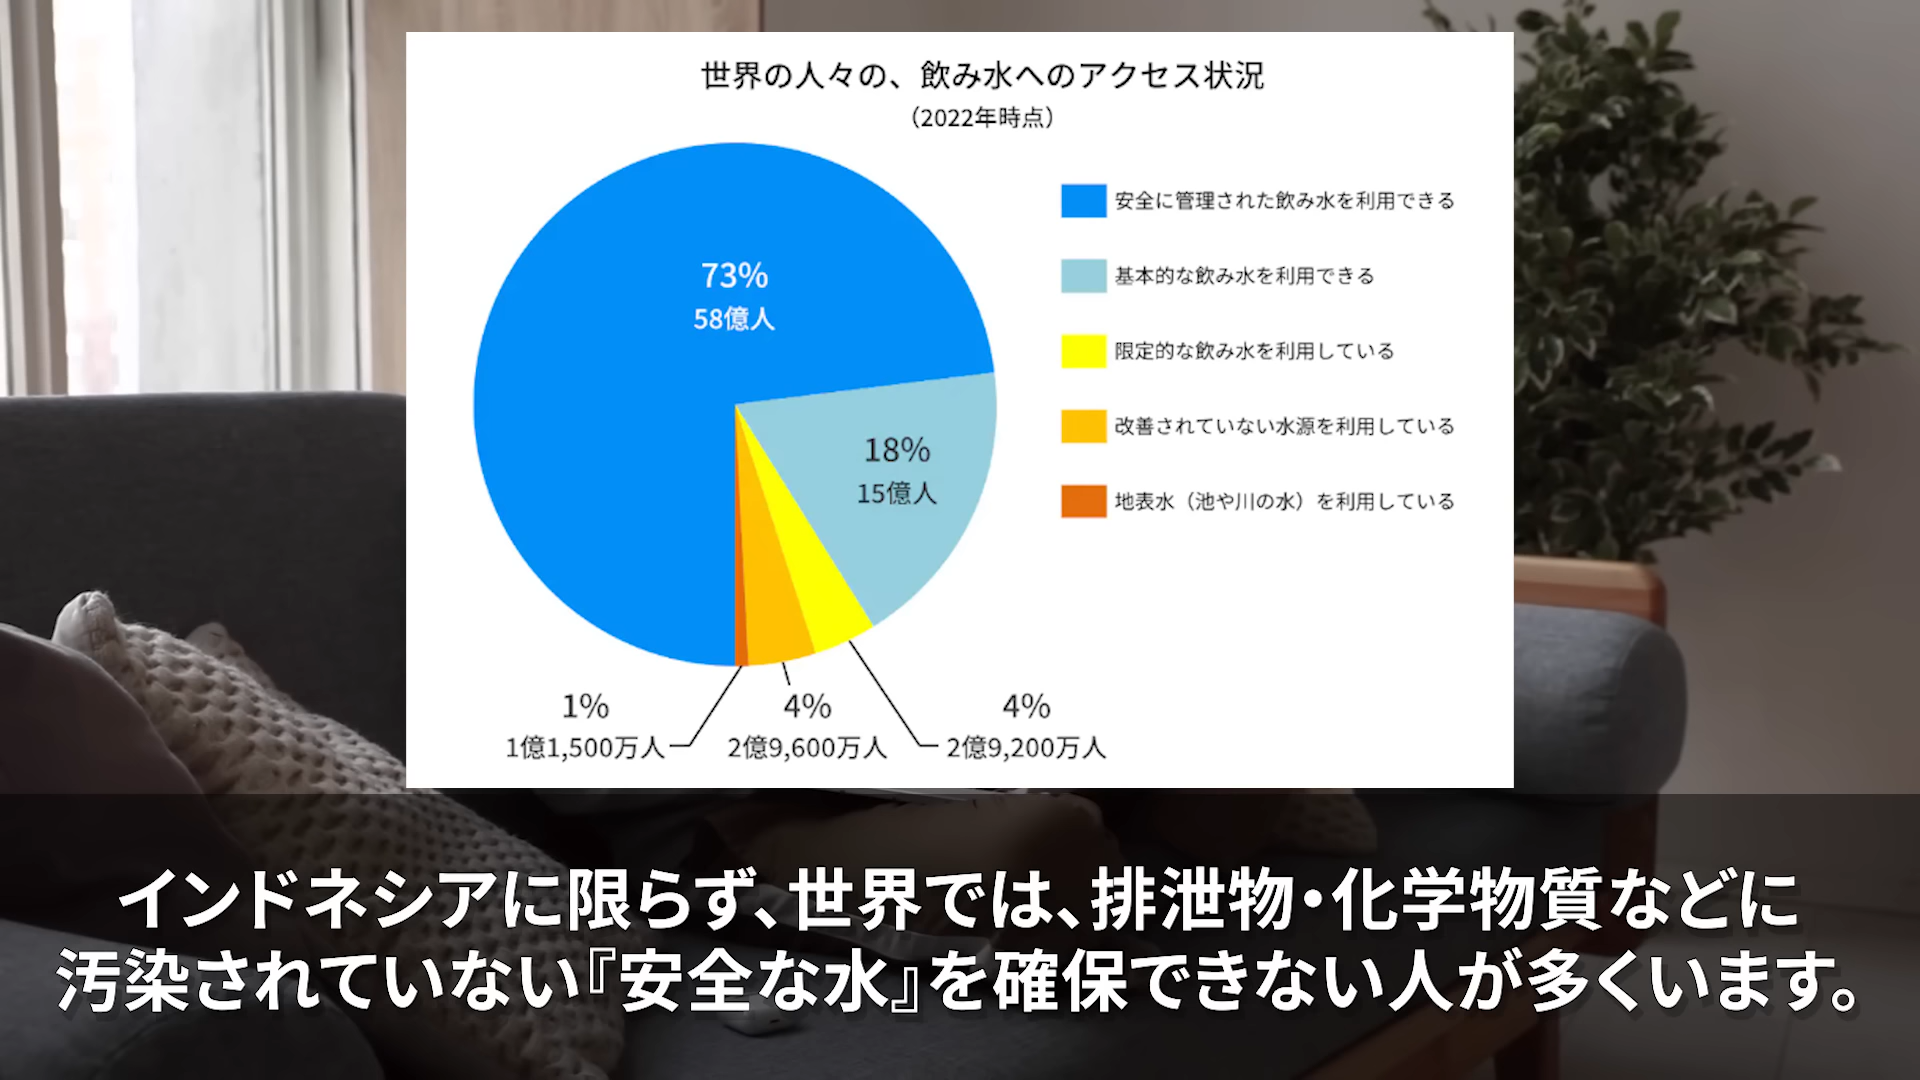 世界の人々の、飲み水へのアクセス状況
（2022年時点）
73%
58億人
18%
15億人
1%
1億1,500万人
4%
2億9,600万人
4%
2億9,200万人
安全に管理された飲み水を利用できる
基本的な飲み水を利用できる
限定的な飲み水を利用している
改善されていない水源を利用している
地表水（池や川の水）を利用している
インドネシアに限らず、世界では、排泄物・化学物質などに
汚染されていない『安全な水』を確保できない人が多くいます。